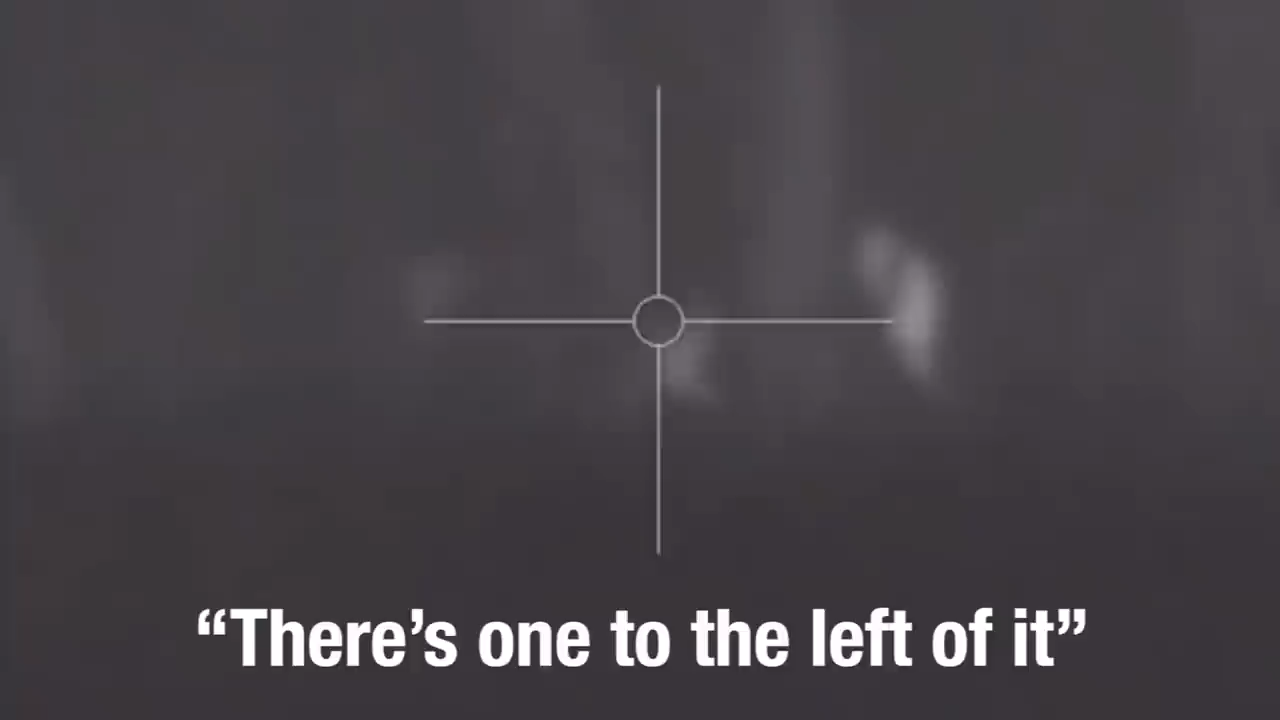 “There’s one to the left of it”